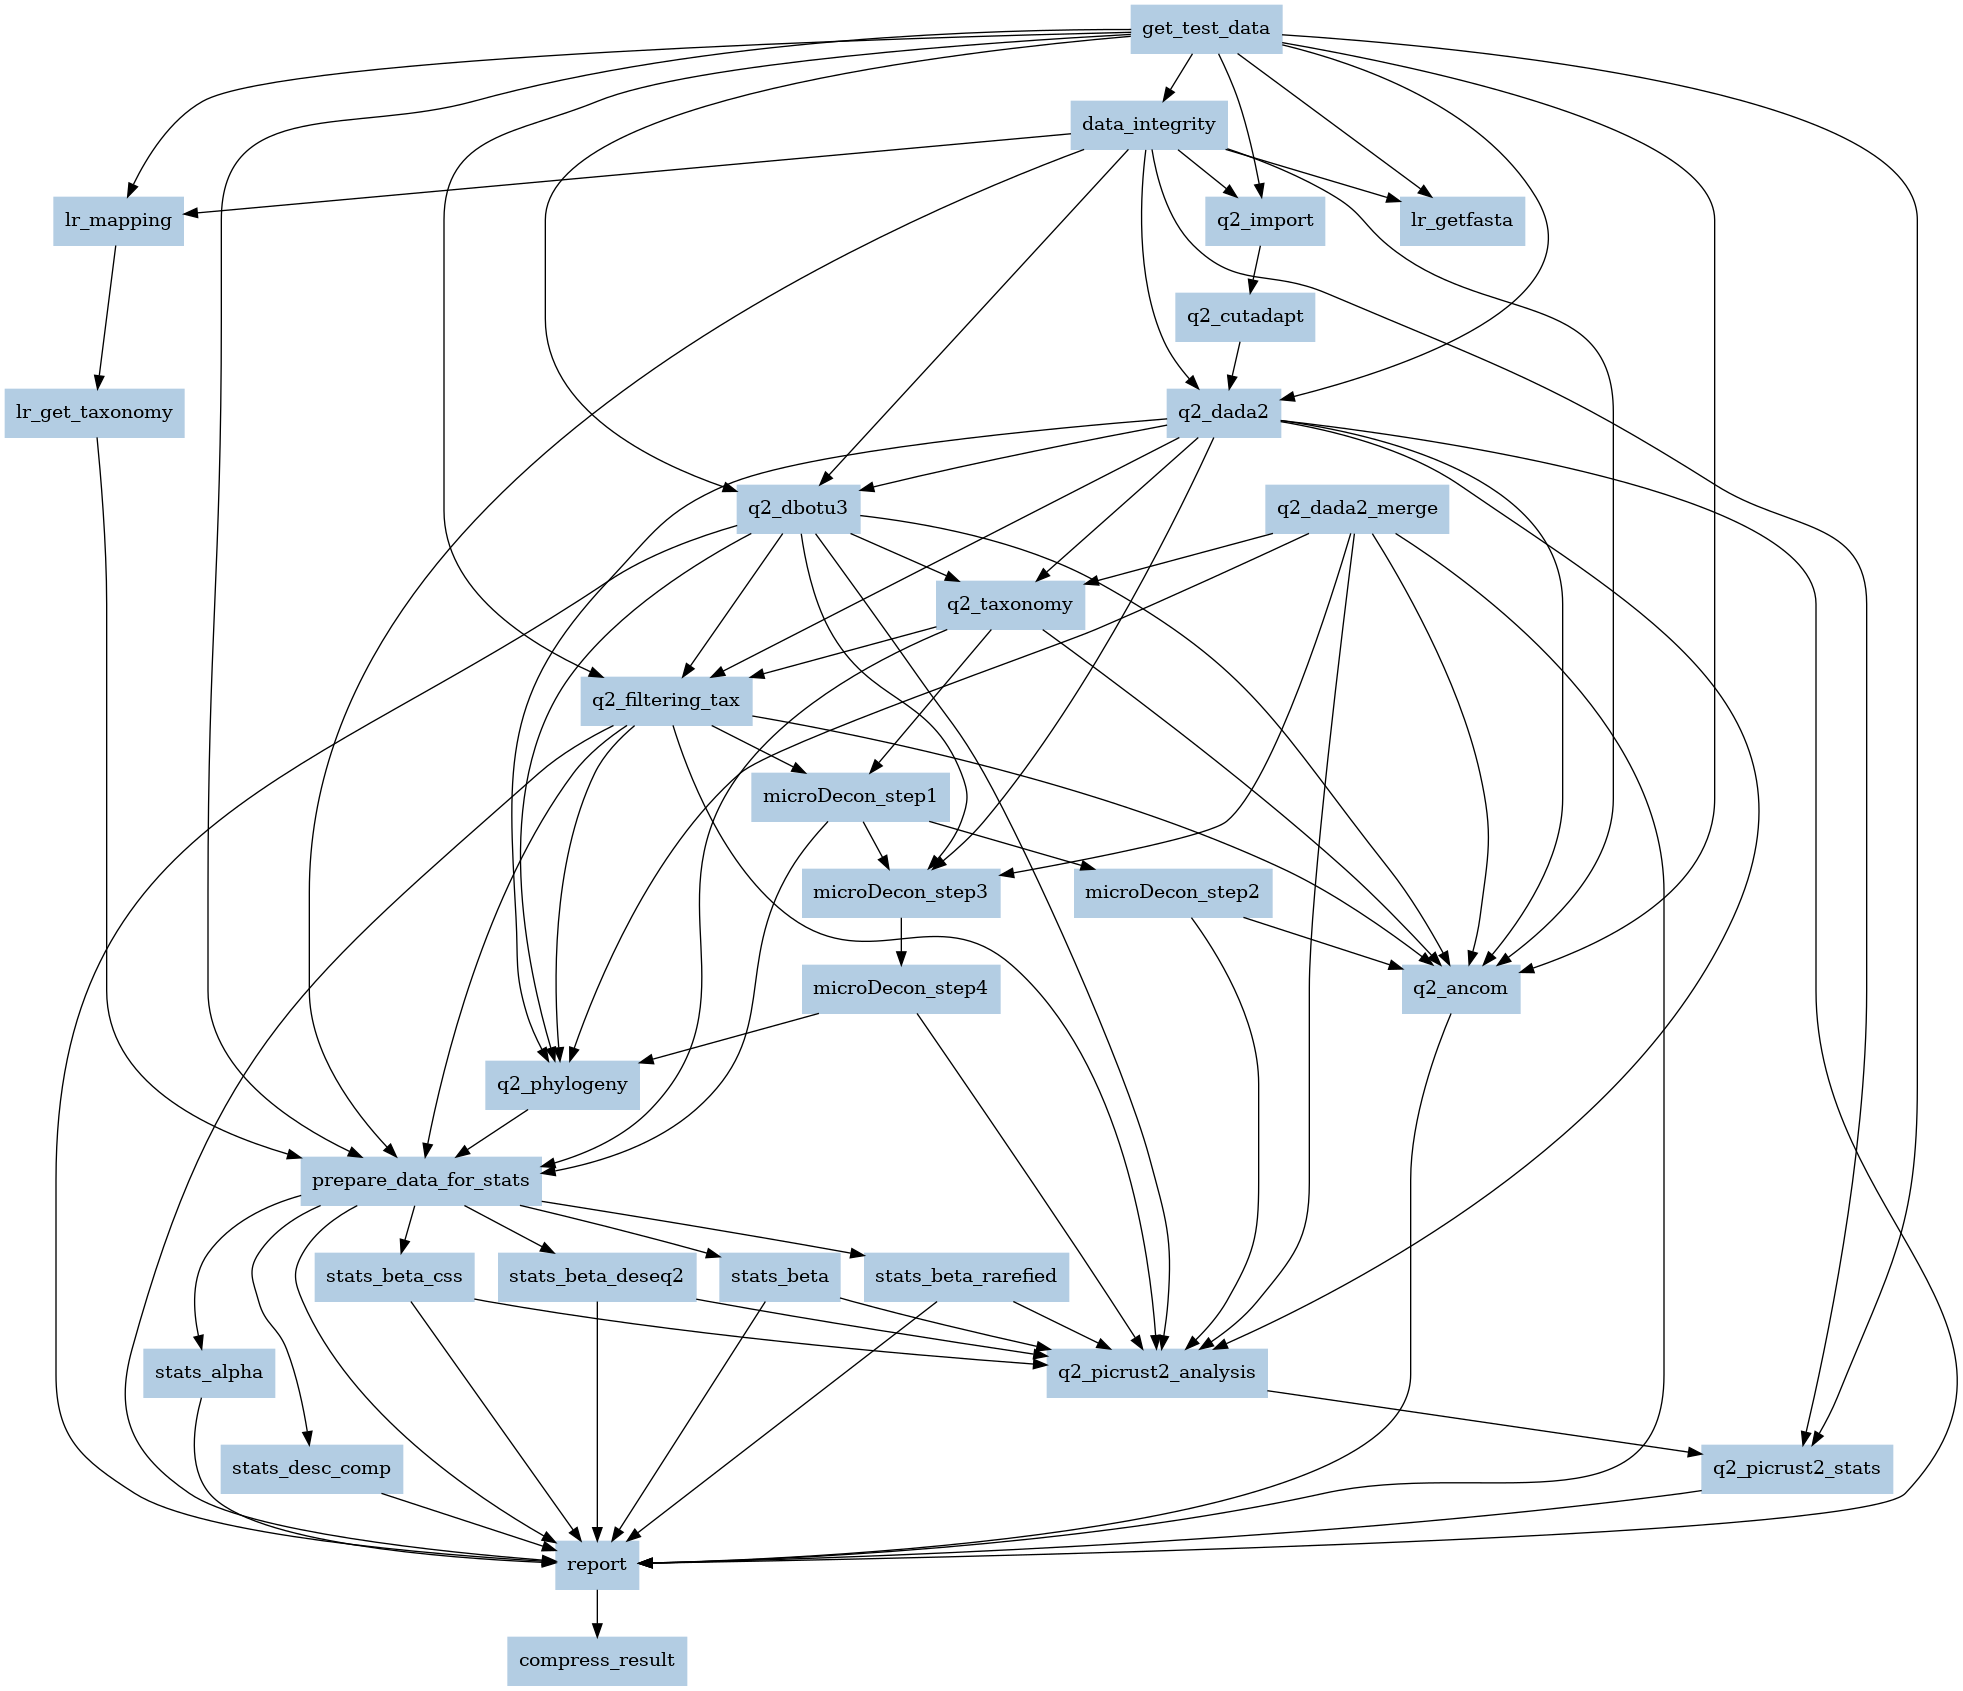 get_test_data
data_integrity
lr_mapping
q2_import
lr_getfasta
q2_cutadapt
lr_get_taxonomy
q2_dada2
q2_dbotu3
q2_dada2_merge
q2_taxonomy
q2_filtering_tax
microDecon_step1
microDecon_step3
microDecon_step2
microDecon_step4
q2_ancom
q2_phylogeny
prepare_data_for_stats
stats_beta_css
stats_beta_deseq2
stats_beta
stats_beta_rarefied
stats_alpha
q2_picrust2_analysis
stats_desc_comp
q2_picrust2_stats
report
compress_result